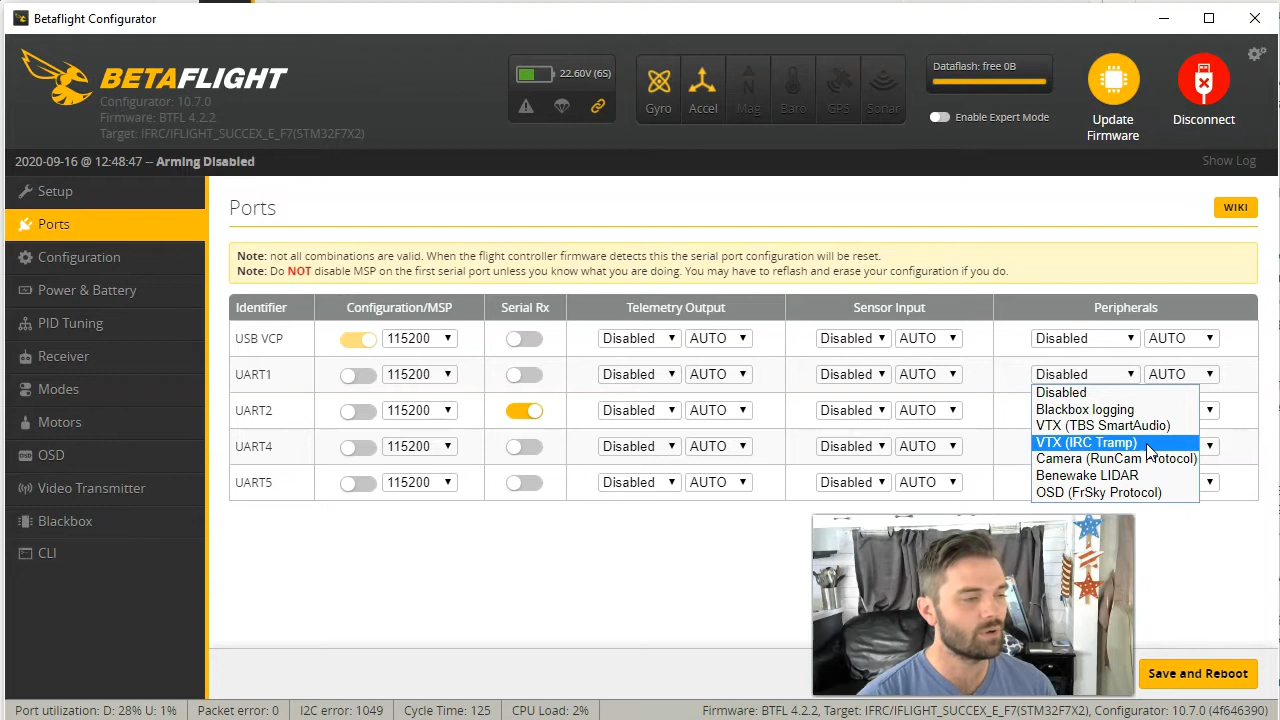 Betaflight Configurator
BETAFLIGHT
Configurator: 10.7.0
Firmware: BTFL 4.2.2
Target: IFRC/IFLIGHT_SUCCEX_E_F7(STM32F7X2)
22.60V (6S)
Gyro Accel Mag Baro GPS Sonar
Dataflash: free 0B
Enable Expert Mode
Update Firmware
Disconnect
2020-09-16 @ 12:48:47 -- Arming Disabled
Show Log
Setup
Ports
Configuration
Power & Battery
PID Tuning
Receiver
Modes
Motors
OSD
Video Transmitter
Blackbox
CLI
Ports
WIKI
Note: not all combinations are valid. When the flight controller firmware detects this the serial port configuration will be reset.
Note: Do NOT disable MSP on the first serial port unless you know what you are doing. You may have to reflash and erase your configuration if you do.
Identifier Configuration/MSP Serial Rx Telemetry Output Sensor Input Peripherals
USB VCP 115200 Disabled AUTO Disabled AUTO Disabled AUTO
UART1 115200 Disabled AUTO Disabled AUTO Disabled AUTO
UART2 115200 Disabled AUTO Disabled AUTO
UART4 115200 Disabled AUTO Disabled AUTO
UART5 115200 Disabled AUTO Disabled AUTO
Disabled
Blackbox logging
VTX (TBS SmartAudio)
VTX (IRC Tramp)
Camera (RunCam Protocol)
Benewake LIDAR
OSD (FrSky Protocol)
Save and Reboot
Port utilization: D: 28% U: 1% Packet error: 0 I2C error: 1049 Cycle Time: 125 CPU Load: 2% Firmware: BTFL 4.2.2, Target: IFRC/IFLIGHT_SUCCEX_E_F7(STM32F7X2), Configurator: 10.7.0 (4f646390)